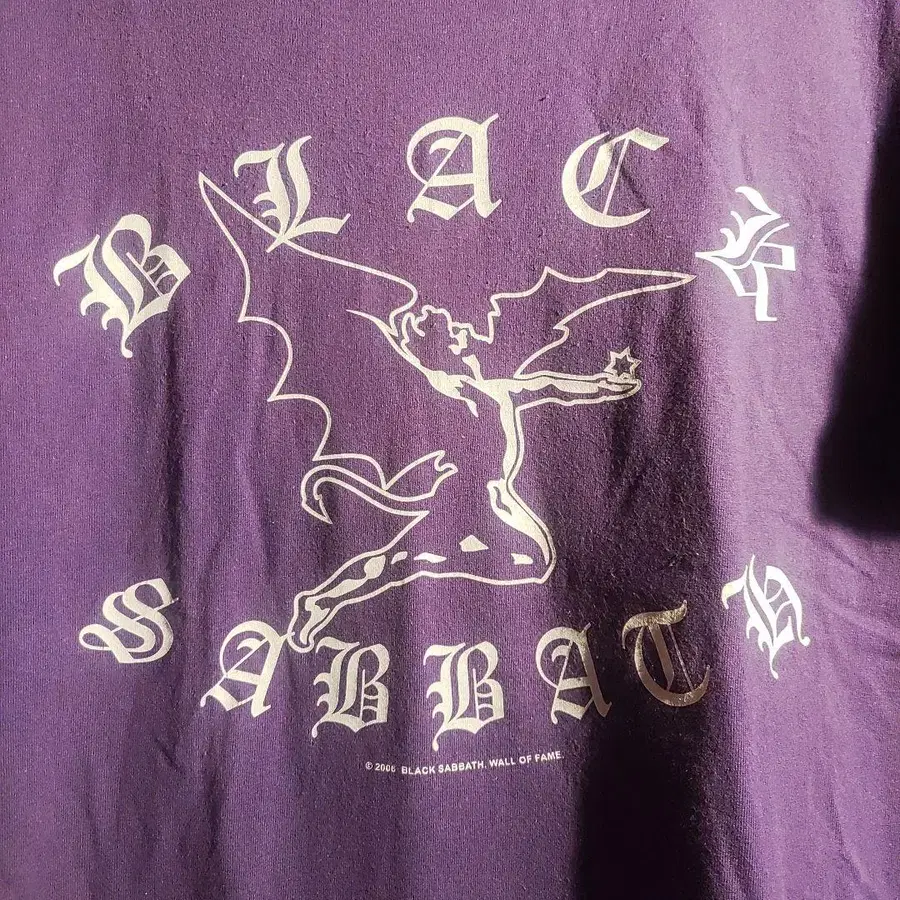 BLACK
SABBATH
© 2006 BLACK SABBATH. WALL OF FAME.